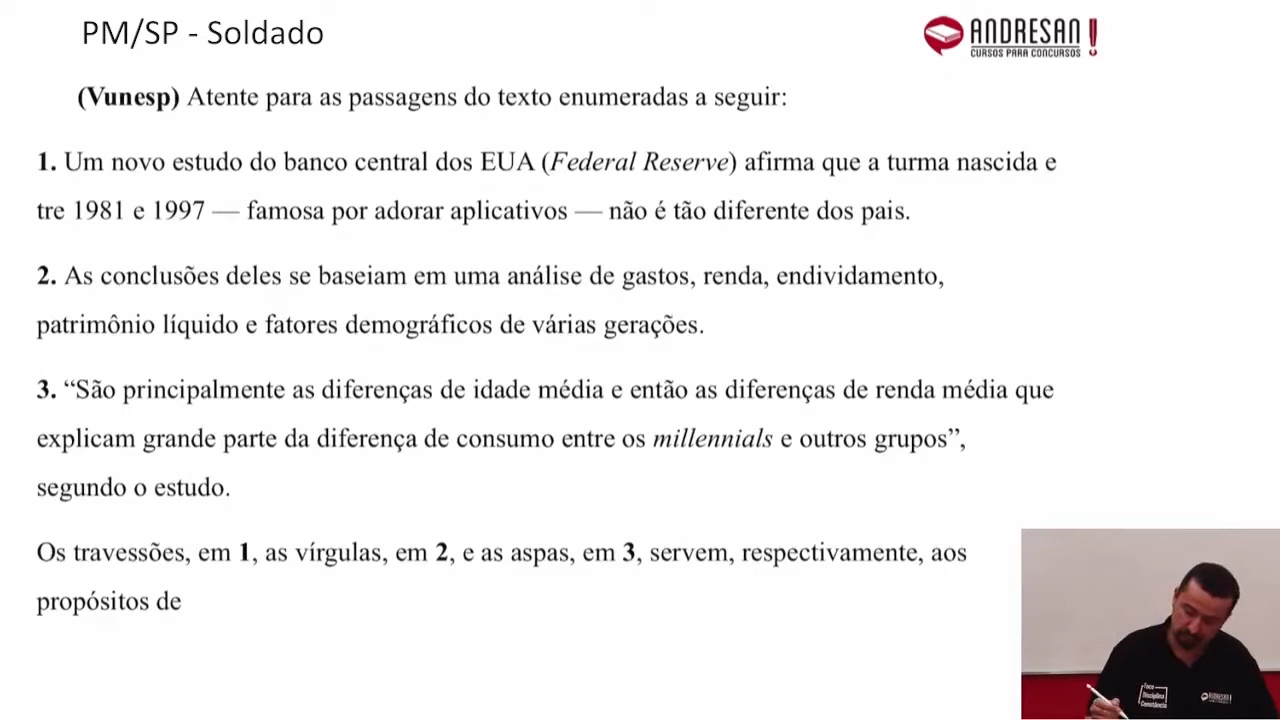 PM/SP - Soldado
ANDRESAN!
CURSOS PARA CONCURSOS
(Vunesp) Atente para as passagens do texto enumeradas a seguir:
1. Um novo estudo do banco central dos EUA (Federal Reserve) afirma que a turma nascida e
tre 1981 e 1997 — famosa por adorar aplicativos — não é tão diferente dos pais.
2. As conclusões deles se baseiam em uma análise de gastos, renda, endividamento,
patrimônio líquido e fatores demográficos de várias gerações.
3. “São principalmente as diferenças de idade média e então as diferenças de renda média que
explicam grande parte da diferença de consumo entre os millennials e outros grupos”,
segundo o estudo.
Os travessões, em 1, as vírgulas, em 2, e as aspas, em 3, servem, respectivamente, aos
propósitos de
Foco
Disciplina
Constância
ANDRESAN!